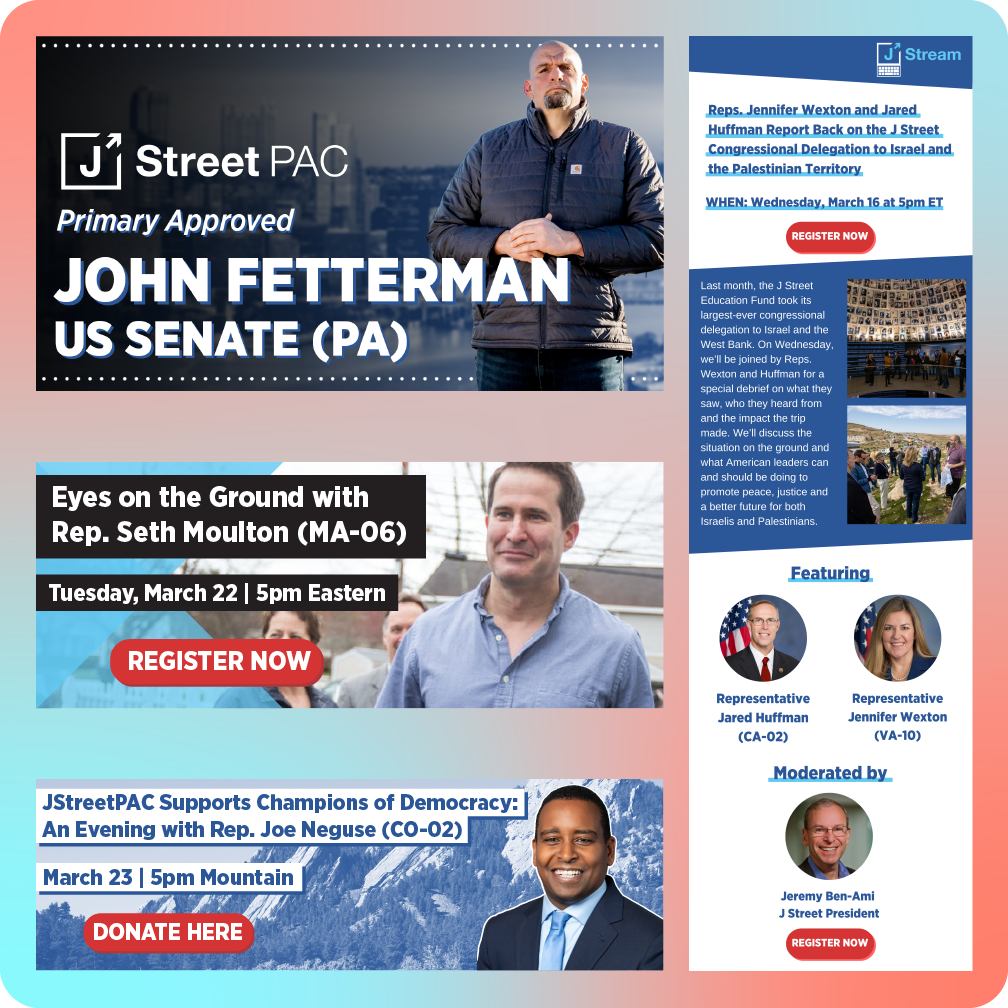 J Street PAC
Primary Approved
JOHN FETTERMAN
US SENATE (PA)
Eyes on the Ground with
Rep. Seth Moulton (MA-06)
Tuesday, March 22 | 5pm Eastern
REGISTER NOW
JStreetPAC Supports Champions of Democracy:
An Evening with Rep. Joe Neguse (CO-02)
March 23 | 5pm Mountain
DONATE HERE
J Stream
Reps. Jennifer Wexton and Jared
Huffman Report Back on the J Street
Congressional Delegation to Israel and
the Palestinian Territory
WHEN: Wednesday, March 16 at 5pm ET
REGISTER NOW
Last month, the J Street
Education Fund took its
largest-ever congressional
delegation to Israel and the
West Bank. On Wednesday,
we'll be joined by Reps.
Wexton and Huffman for a
special debrief on what they
saw, who they heard from
and the impact the trip
made. We'll discuss the
situation on the ground and
what American leaders can
and should be doing to
promote peace, justice and
a better future for both
Israelis and Palestinians.
Featuring
Representative
Jared Huffman
(CA-02)
Representative
Jennifer Wexton
(VA-10)
Moderated by
Jeremy Ben-Ami
J Street President
REGISTER NOW